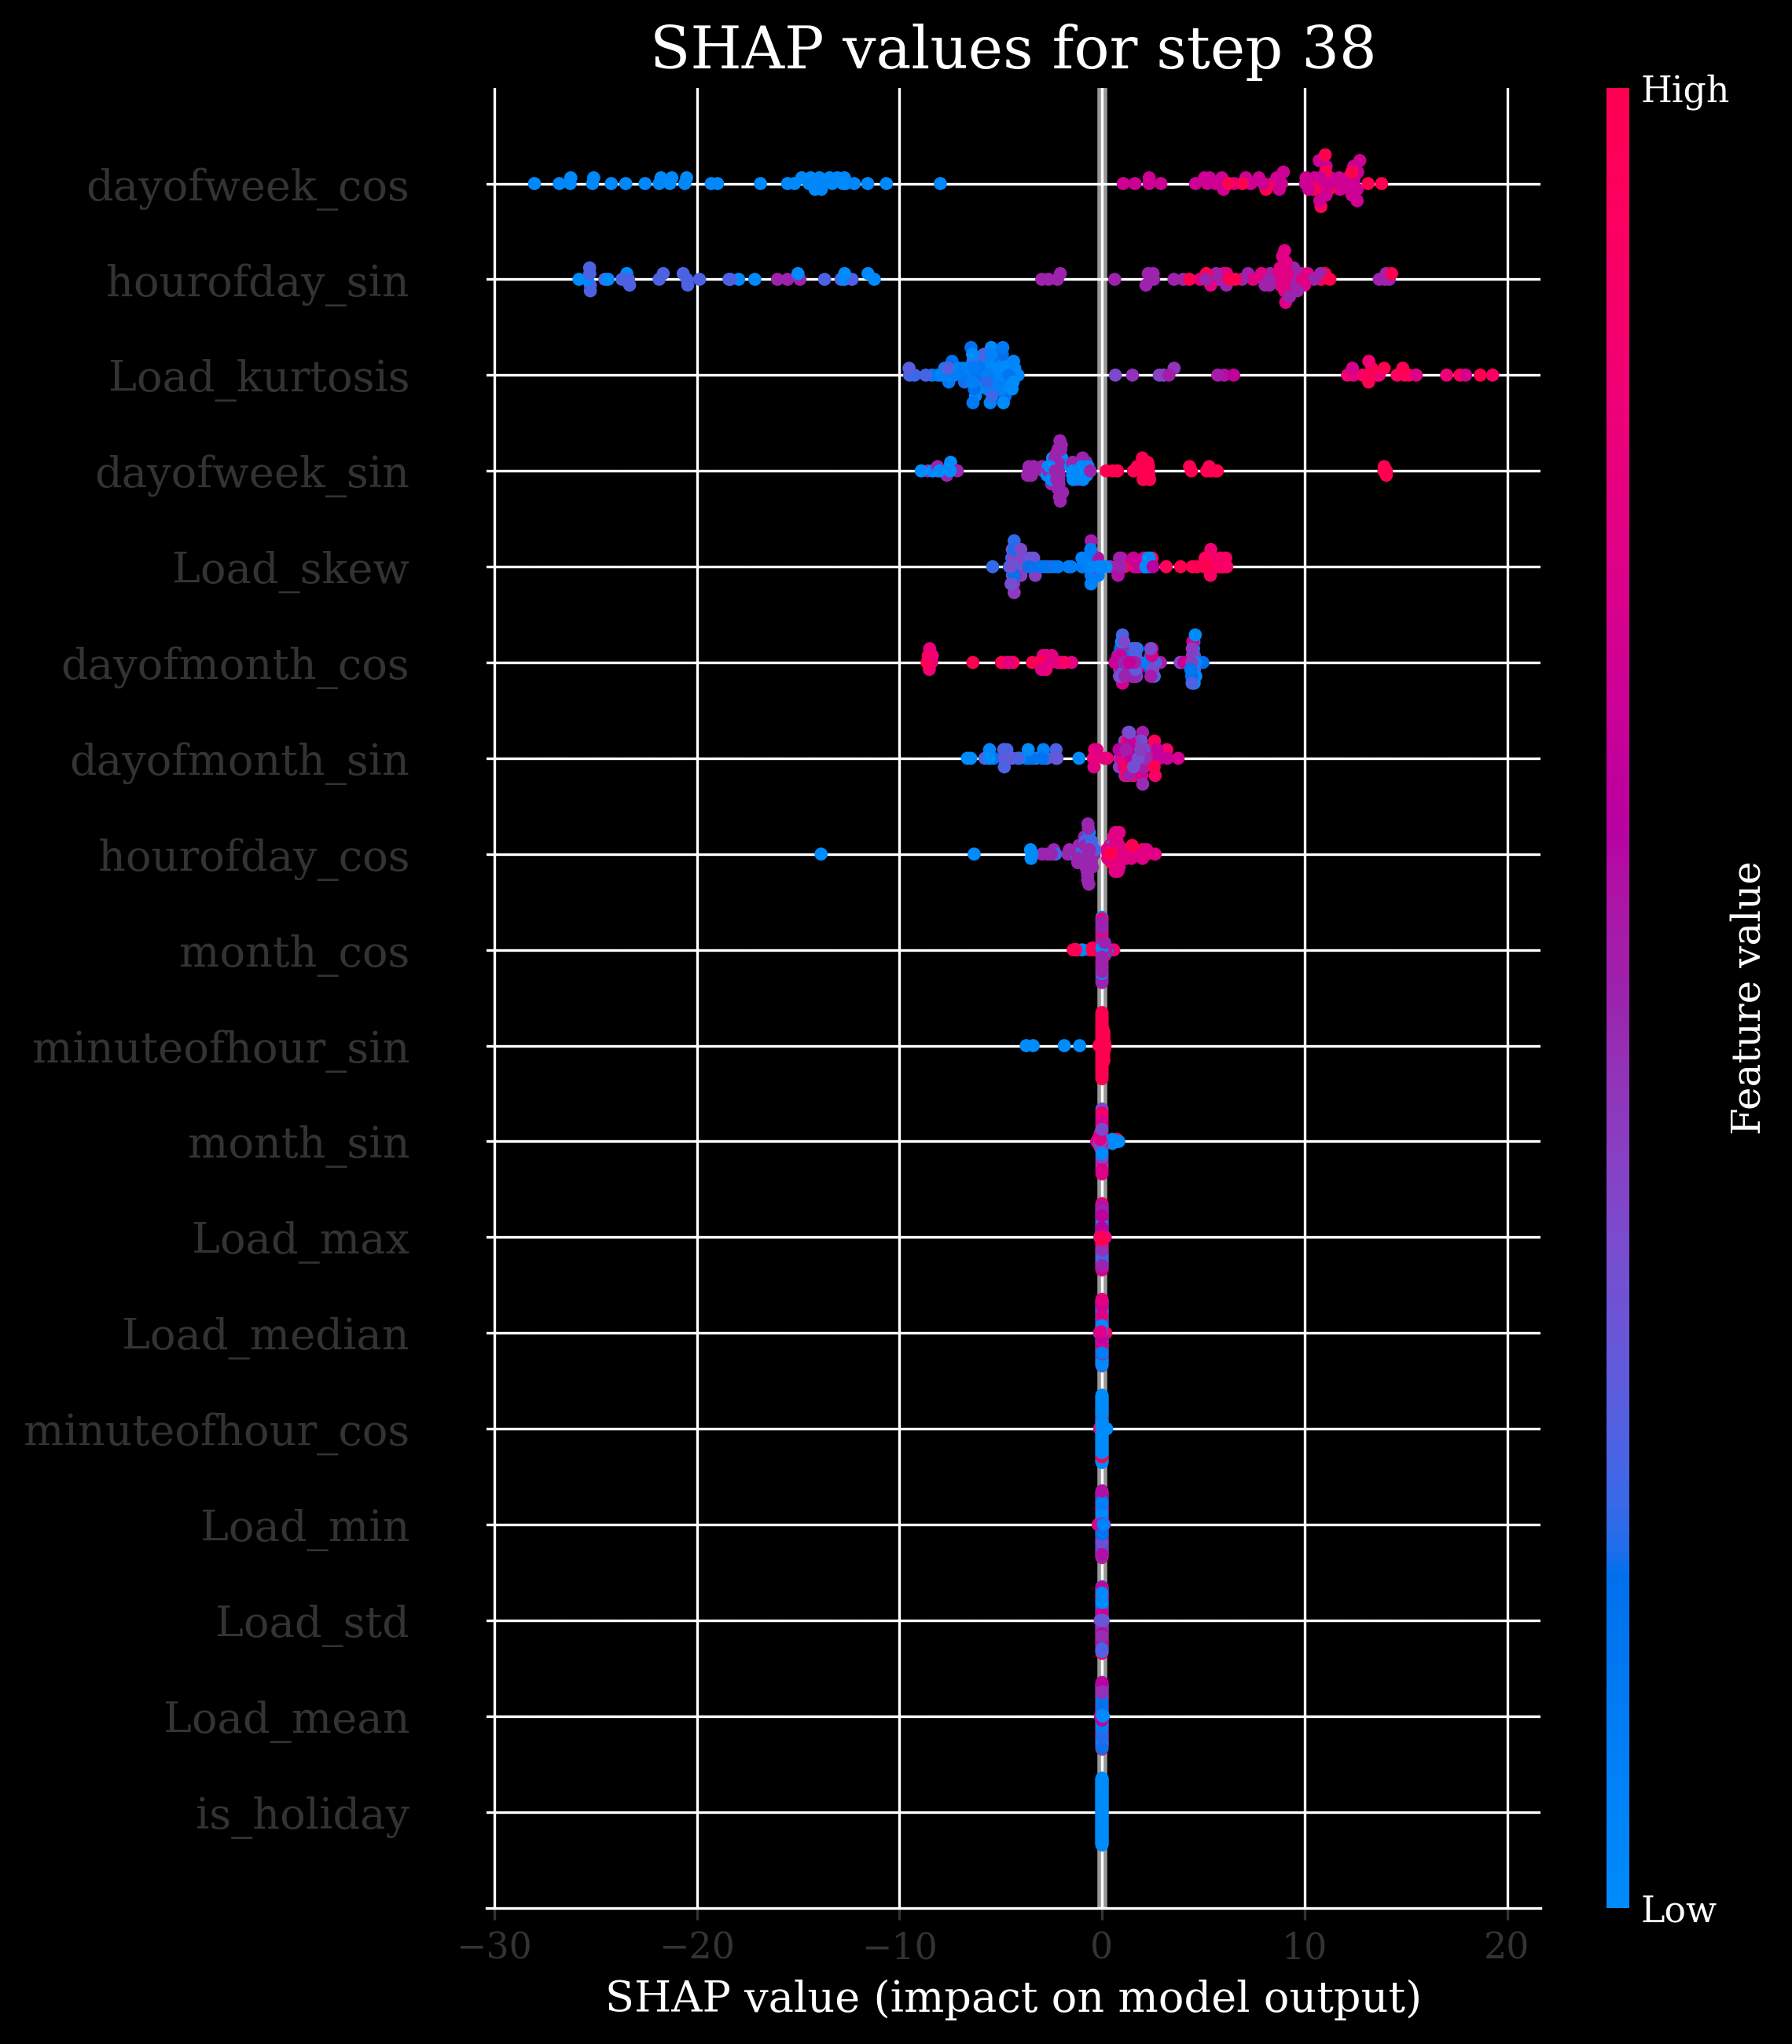 SHAP values for step 38
High
dayofweek_cos
hourofday_sin
Load_kurtosis
dayofweek_sin
Load_skew
dayofmonth_cos
dayofmonth_sin
hourofday_cos
month_cos
minuteofhour_sin
month_sin
Load_max
Load_median
minuteofhour_cos
Load_min
Load_std
Load_mean
is_holiday
Feature value
Low
−30 −20 −10 0 10 20
SHAP value (impact on model output)